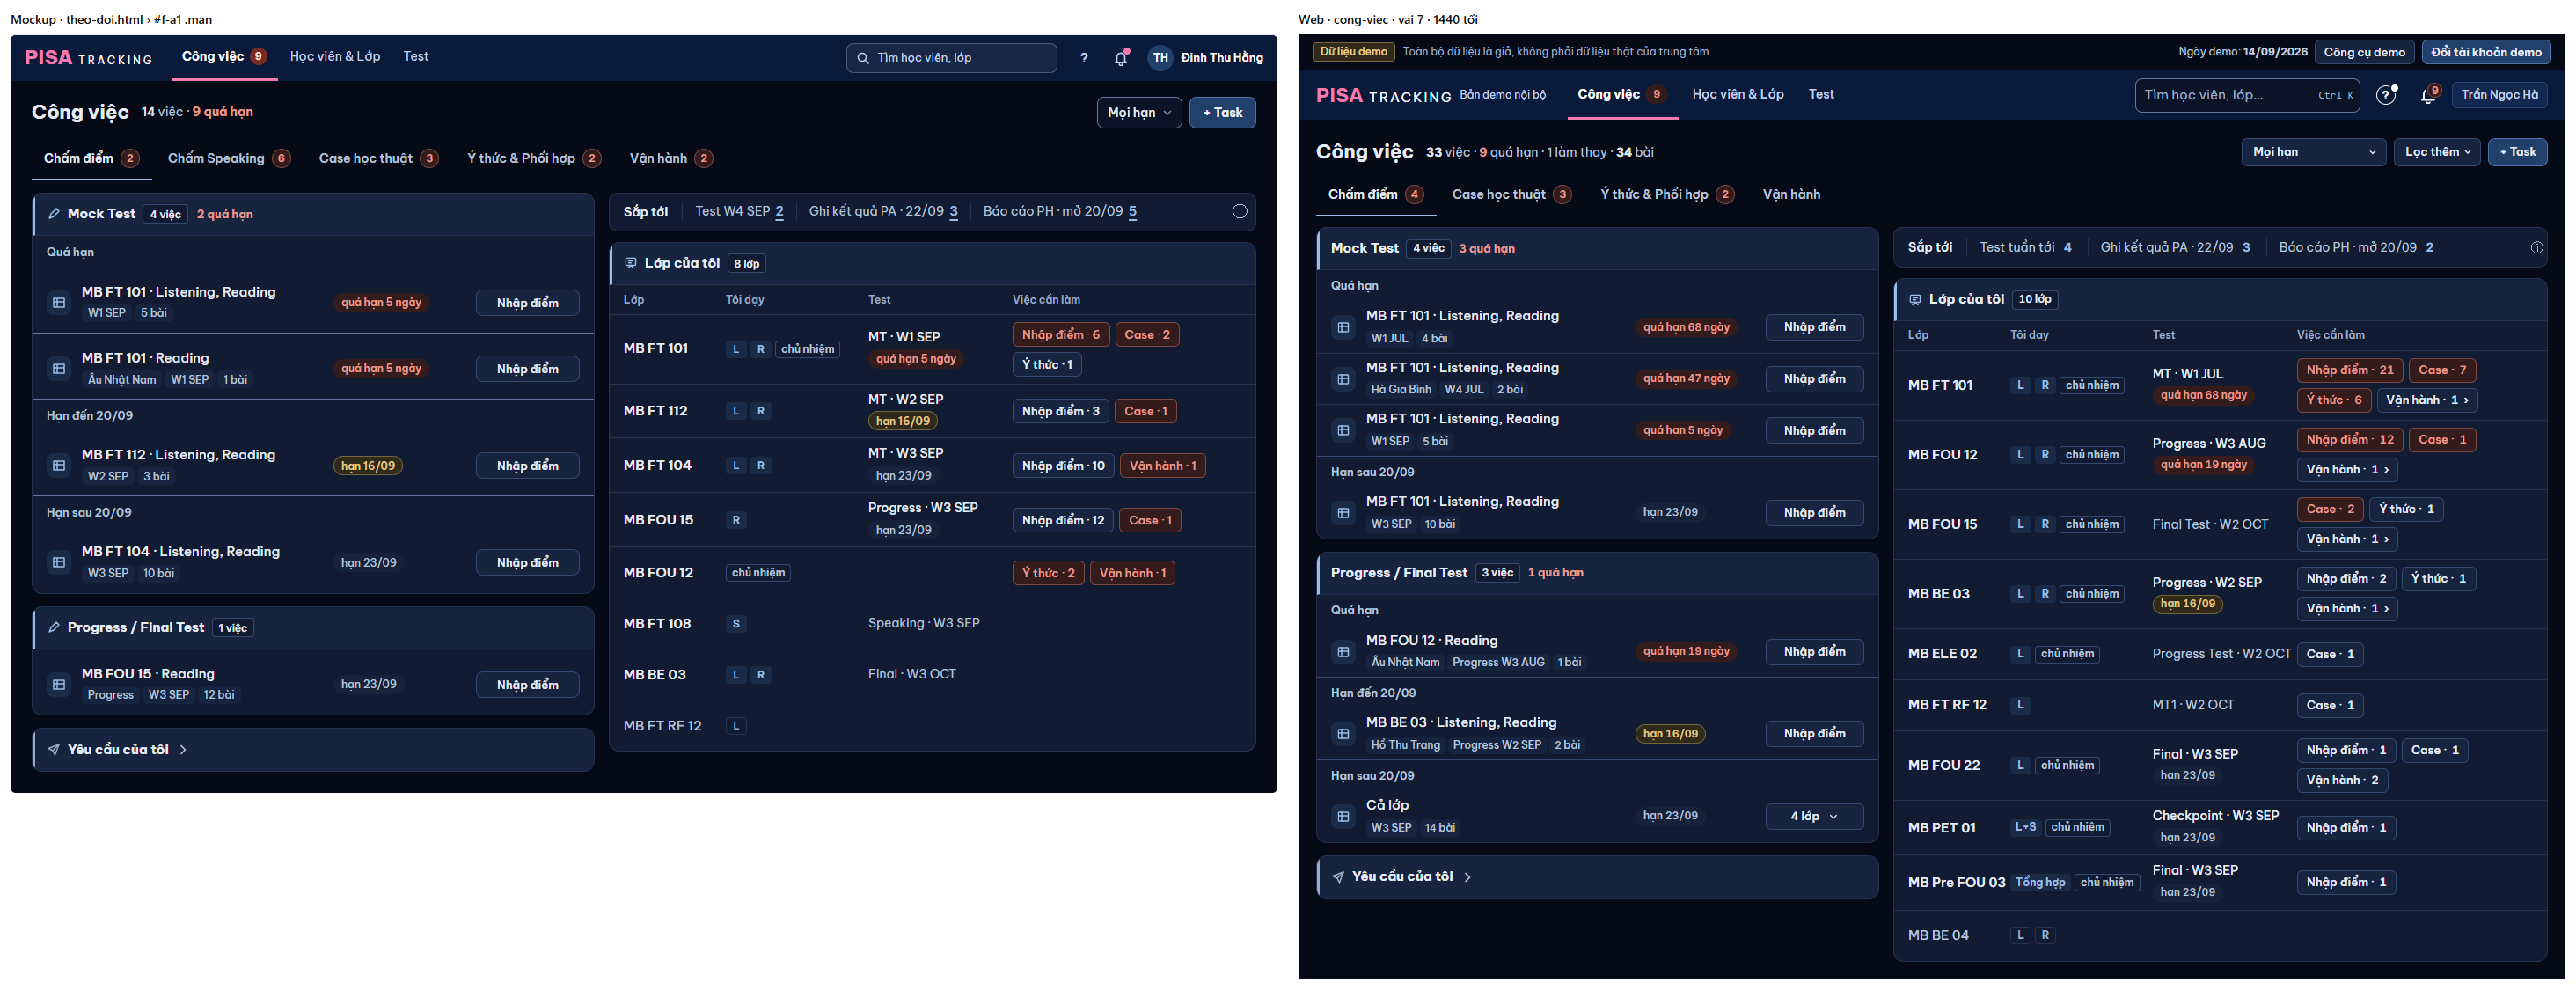 Mockup · theo-doi.html › #f-a1 .man
PISA TRACKING Công việc 9 Học viên & Lớp Test Tìm học viên, lớp ? TH Đinh Thu Hằng
Công việc 14 việc · 9 quá hạn Mọi hạn + Task
Chấm điểm 2 Chấm Speaking 6 Case học thuật 3 Ý thức & Phối hợp 2 Vận hành 2
Mock Test 4 việc 2 quá hạn
Quá hạn
MB FT 101 · Listening, Reading quá hạn 5 ngày Nhập điểm
W1 SEP 5 bài
MB FT 101 · Reading quá hạn 5 ngày Nhập điểm
Âu Nhật Nam W1 SEP 1 bài
Hạn đến 20/09
MB FT 112 · Listening, Reading hạn 16/09 Nhập điểm
W2 SEP 3 bài
Hạn sau 20/09
MB FT 104 · Listening, Reading hạn 23/09 Nhập điểm
W3 SEP 10 bài
Progress / Final Test 1 việc
MB FOU 15 · Reading hạn 23/09 Nhập điểm
Progress W3 SEP 12 bài
Yêu cầu của tôi
Sắp tới Test W4 SEP 2 Ghi kết quả PA · 22/09 3 Báo cáo PH · mở 20/09 5
Lớp của tôi 8 lớp
Lớp Tôi dạy Test Việc cần làm
MB FT 101 L R chủ nhiệm MT · W1 SEP quá hạn 5 ngày Nhập điểm · 6 Case · 2 Ý thức · 1
MB FT 112 L R MT · W2 SEP hạn 16/09 Nhập điểm · 3 Case · 1
MB FT 104 L R MT · W3 SEP hạn 23/09 Nhập điểm · 10 Vận hành · 1
MB FOU 15 R Progress · W3 SEP hạn 23/09 Nhập điểm · 12 Case · 1
MB FOU 12 chủ nhiệm Ý thức · 2 Vận hành · 1
MB FT 108 S Speaking · W3 SEP
MB BE 03 L R Final · W3 OCT
MB FT RF 12 L
Web · cong-viec · vai 7 · 1440 tối
Dữ liệu demo Toàn bộ dữ liệu là giả, không phải dữ liệu thật của trung tâm. Ngày demo: 14/09/2026 Công cụ demo Đổi tài khoản demo
PISA TRACKING Bản demo nội bộ Công việc 9 Học viên & Lớp Test Tìm học viên, lớp... Ctrl K ? 9 Trần Ngọc Hà
Công việc 33 việc · 9 quá hạn · 1 làm thay · 34 bài Mọi hạn Lọc thêm + Task
Chấm điểm 4 Case học thuật 3 Ý thức & Phối hợp 2 Vận hành
Mock Test 4 việc 3 quá hạn
Quá hạn
MB FT 101 · Listening, Reading quá hạn 68 ngày Nhập điểm
W1 JUL 4 bài
MB FT 101 · Listening, Reading quá hạn 47 ngày Nhập điểm
Hà Gia Bình W4 JUL 2 bài
MB FT 101 · Listening, Reading quá hạn 5 ngày Nhập điểm
W1 SEP 5 bài
Hạn sau 20/09
MB FT 101 · Listening, Reading hạn 23/09 Nhập điểm
W3 SEP 10 bài
Progress / Final Test 3 việc 1 quá hạn
Quá hạn
MB FOU 12 · Reading quá hạn 19 ngày Nhập điểm
Âu Nhật Nam Progress W3 AUG 1 bài
Hạn đến 20/09
MB BE 03 · Listening, Reading hạn 16/09 Nhập điểm
Hồ Thu Trang Progress W2 SEP 2 bài
Hạn sau 20/09
Cả lớp hạn 23/09 4 lớp
W3 SEP 14 bài
Yêu cầu của tôi
Sắp tới Test tuần tới 4 Ghi kết quả PA · 22/09 3 Báo cáo PH · mở 20/09 2
Lớp của tôi 10 lớp
Lớp Tôi dạy Test Việc cần làm
MB FT 101 L R chủ nhiệm MT · W1 JUL quá hạn 68 ngày Nhập điểm · 21 Case · 7 Ý thức · 6 Vận hành · 1 ›
MB FOU 12 L R chủ nhiệm Progress · W3 AUG quá hạn 19 ngày Nhập điểm · 12 Case · 1 Vận hành · 1 ›
MB FOU 15 L R chủ nhiệm Final Test · W2 OCT Case · 2 Ý thức · 1 Vận hành · 1 ›
MB BE 03 L R chủ nhiệm Progress · W2 SEP hạn 16/09 Nhập điểm · 2 Ý thức · 1 Vận hành · 1 ›
MB ELE 02 L chủ nhiệm Progress Test · W2 OCT Case · 1
MB FT RF 12 L MT1 · W2 OCT Case · 1
MB FOU 22 L chủ nhiệm Final · W3 SEP hạn 23/09 Nhập điểm · 1 Case · 1 Vận hành · 2
MB PET 01 L+S chủ nhiệm Checkpoint · W3 SEP hạn 23/09 Nhập điểm · 1
MB Pre FOU 03 Tổng hợp chủ nhiệm Final · W3 SEP hạn 23/09 Nhập điểm · 1
MB BE 04 L R